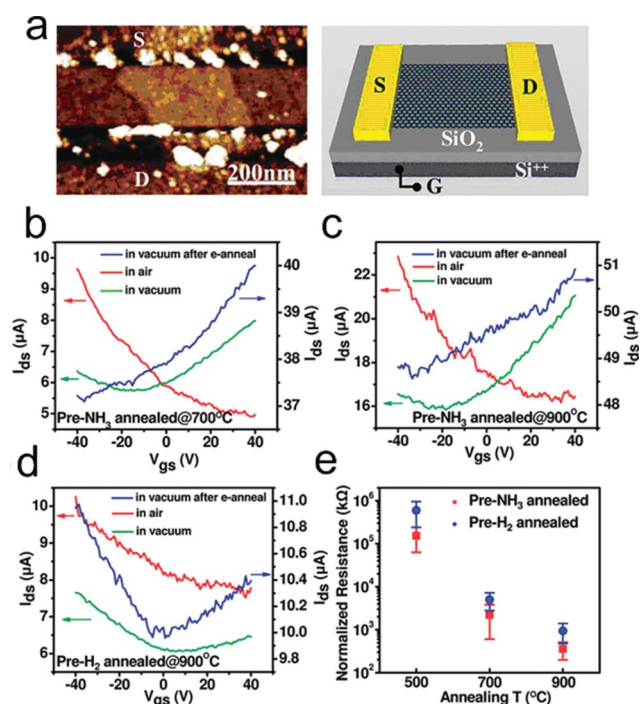 a
S
D
200nm
S
D
SiO2
Si++
G
b
in vacuum after e-anneal
in air
in vacuum
10
9
8
7
6
5
40
39
38
37
Ids (μA)
Ids (μA)
Pre-NH3 annealed@700°C
-40 -20 0 20 40
Vgs (V)
c
in vacuum after e-anneal
in air
in vacuum
22
20
18
16
51
50
49
48
Ids (μA)
Ids (μA)
Pre-NH3 annealed@900°C
-40 -20 0 20 40
Vgs (V)
d
in vacuum after e-anneal
in air
in vacuum
10
9
8
7
6
11.0
10.8
10.6
10.4
10.2
10.0
9.8
Ids (μA)
Ids (μA)
Pre-H2 annealed@900°C
-40 -20 0 20 40
Vgs (V)
e
Pre-NH3 annealed
Pre-H2 annealed
10^6
10^5
10^4
10^3
10^2
Normalized Resistance (kΩ)
500 700 900
Annealing T (°C)